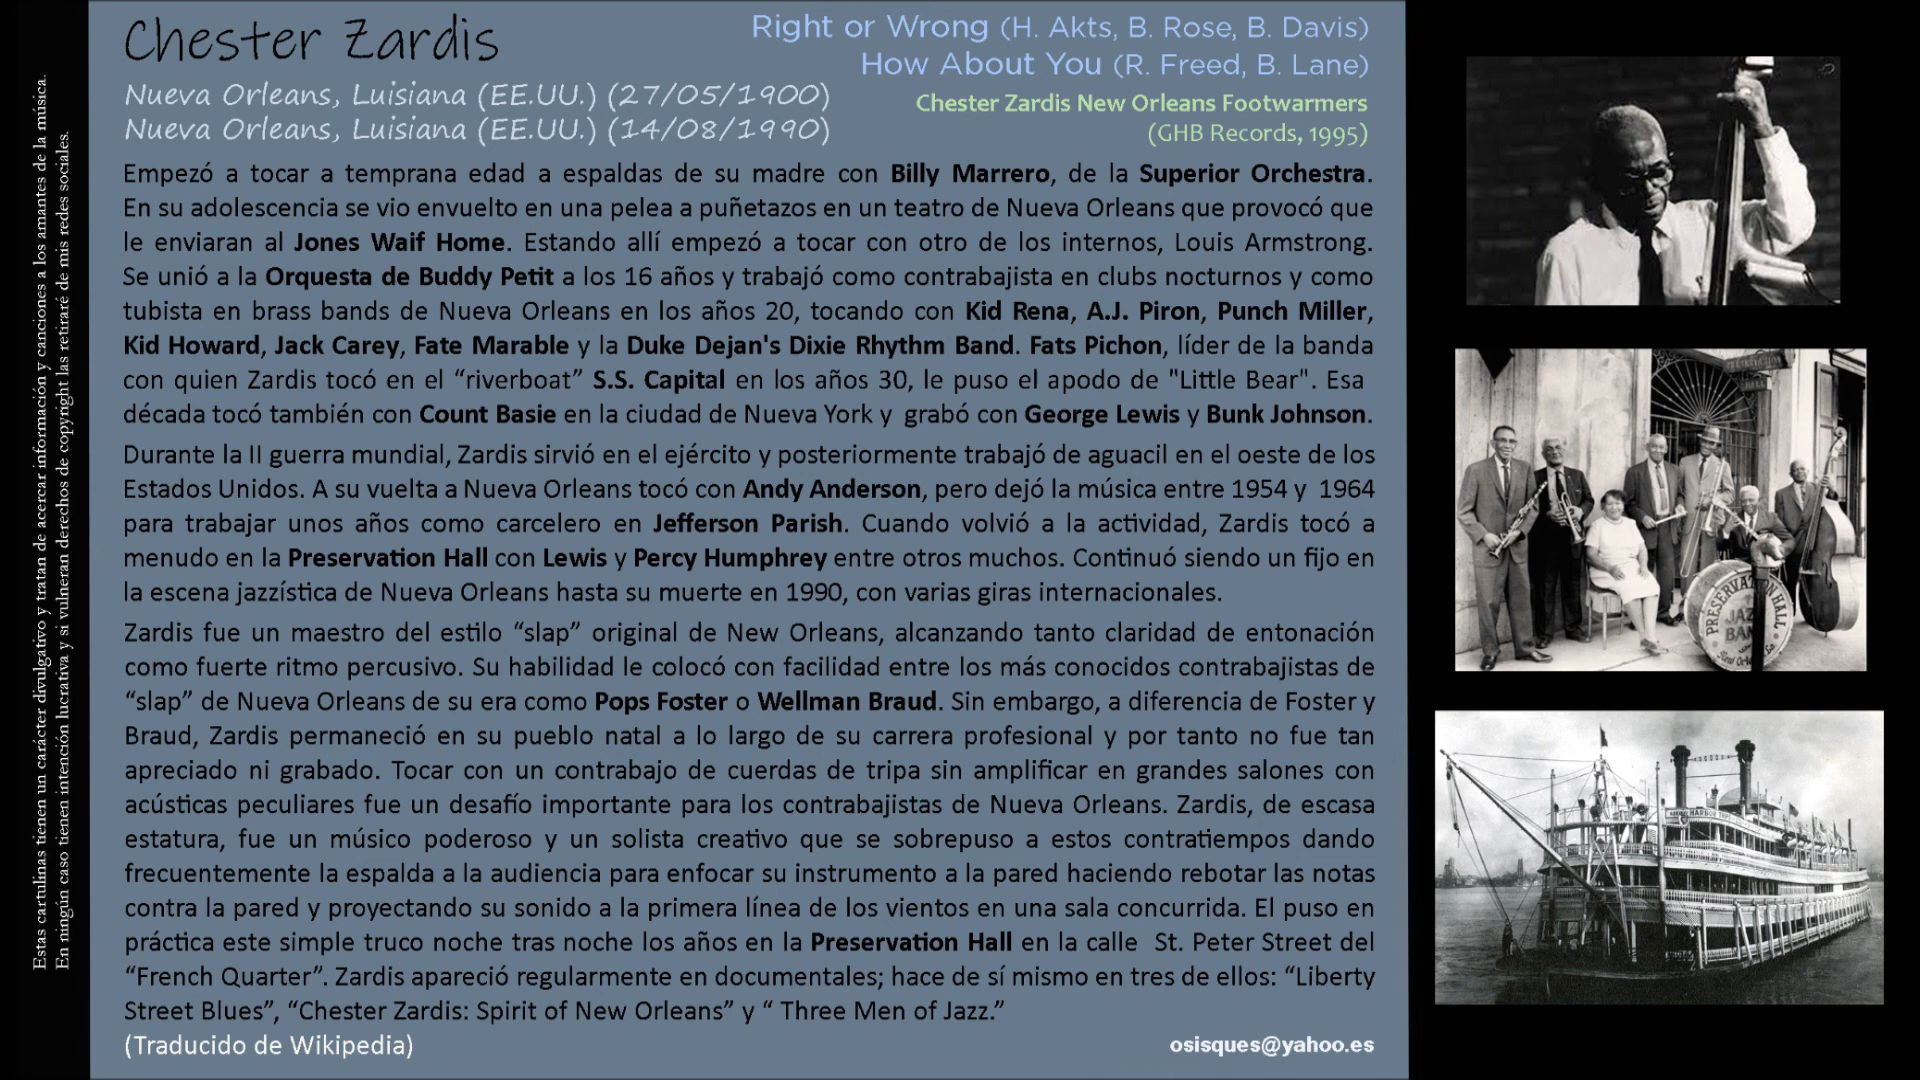 Chester Zardis
Nueva Orleans, Luisiana (EE.UU.) (27/05/1900)
Nueva Orleans, Luisiana (EE.UU.) (14/08/1990)
Right or Wrong (H. Akts, B. Rose, B. Davis)
How About You (R. Freed, B. Lane)
Chester Zardis New Orleans Footwarmers
(GHB Records, 1995)
Empezó a tocar a temprana edad a espaldas de su madre con Billy Marrero, de la Superior Orchestra.
En su adolescencia se vio envuelto en una pelea a puñetazos en un teatro de Nueva Orleans que provocó que
le enviaran al Jones Waif Home. Estando allí empezó a tocar con otro de los internos, Louis Armstrong.
Se unió a la Orquesta de Buddy Petit a los 16 años y trabajó como contrabajista en clubs nocturnos y como
tubista en brass bands de Nueva Orleans en los años 20, tocando con Kid Rena, A.J. Piron, Punch Miller,
Kid Howard, Jack Carey, Fate Marable y la Duke Dejan's Dixie Rhythm Band. Fats Pichon, líder de la banda
con quien Zardis tocó en el “riverboat” S.S. Capital en los años 30, le puso el apodo de "Little Bear". Esa
década tocó también con Count Basie en la ciudad de Nueva York y grabó con George Lewis y Bunk Johnson.
Durante la II guerra mundial, Zardis sirvió en el ejército y posteriormente trabajó de aguacil en el oeste de los
Estados Unidos. A su vuelta a Nueva Orleans tocó con Andy Anderson, pero dejó la música entre 1954 y 1964
para trabajar unos años como carcelero en Jefferson Parish. Cuando volvió a la actividad, Zardis tocó a
menudo en la Preservation Hall con Lewis y Percy Humphrey entre otros muchos. Continuó siendo un fijo en
la escena jazzística de Nueva Orleans hasta su muerte en 1990, con varias giras internacionales.
Zardis fue un maestro del estilo “slap” original de New Orleans, alcanzando tanto claridad de entonación
como fuerte ritmo percusivo. Su habilidad le colocó con facilidad entre los más conocidos contrabajistas de
“slap” de Nueva Orleans de su era como Pops Foster o Wellman Braud. Sin embargo, a diferencia de Foster y
Braud, Zardis permaneció en su pueblo natal a lo largo de su carrera profesional y por tanto no fue tan
apreciado ni grabado. Tocar con un contrabajo de cuerdas de tripa sin amplificar en grandes salones con
acústicas peculiares fue un desafío importante para los contrabajistas de Nueva Orleans. Zardis, de escasa
estatura, fue un músico poderoso y un solista creativo que se sobrepuso a estos contratiempos dando
frecuentemente la espalda a la audiencia para enfocar su instrumento a la pared haciendo rebotar las notas
contra la pared y proyectando su sonido a la primera línea de los vientos en una sala concurrida. El puso en
práctica este simple truco noche tras noche los años en la Preservation Hall en la calle St. Peter Street del
“French Quarter”. Zardis apareció regularmente en documentales; hace de sí mismo en tres de ellos: “Liberty
Street Blues”, “Chester Zardis: Spirit of New Orleans” y “ Three Men of Jazz.”
(Traducido de Wikipedia)
osisques@yahoo.es
Estas cartulinas tienen un carácter divulgativo y tratan de acercar información y canciones a los amantes de la música.
En ningún caso tienen intención lucrativa y si vulneran derechos de copyright las retiraré de mis redes sociales.
PRESERVATION HALL
JAZZ
BAND
New Orl